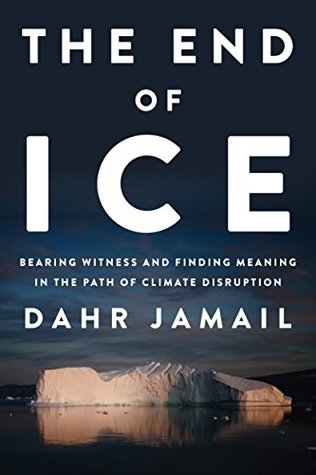 THE END
OF
ICE
BEARING WITNESS AND FINDING MEANING
IN THE PATH OF CLIMATE DISRUPTION
DAHR JAMAIL